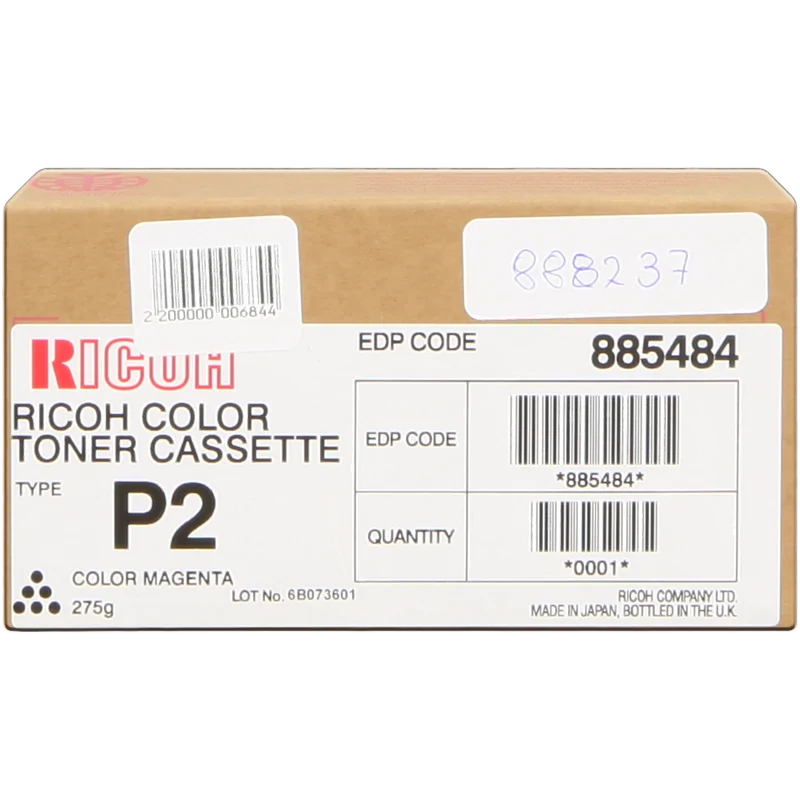 888237
2 200000 006844
RICOH
RICOH COLOR
TONER CASSETTE
TYPE
P2
COLOR MAGENTA
275g
LOT No. 6B073601
EDP CODE
885484
EDP CODE
*885484*
QUANTITY
*0001*
RICOH COMPANY LTD.
MADE IN JAPAN, BOTTLED IN THE U.K.